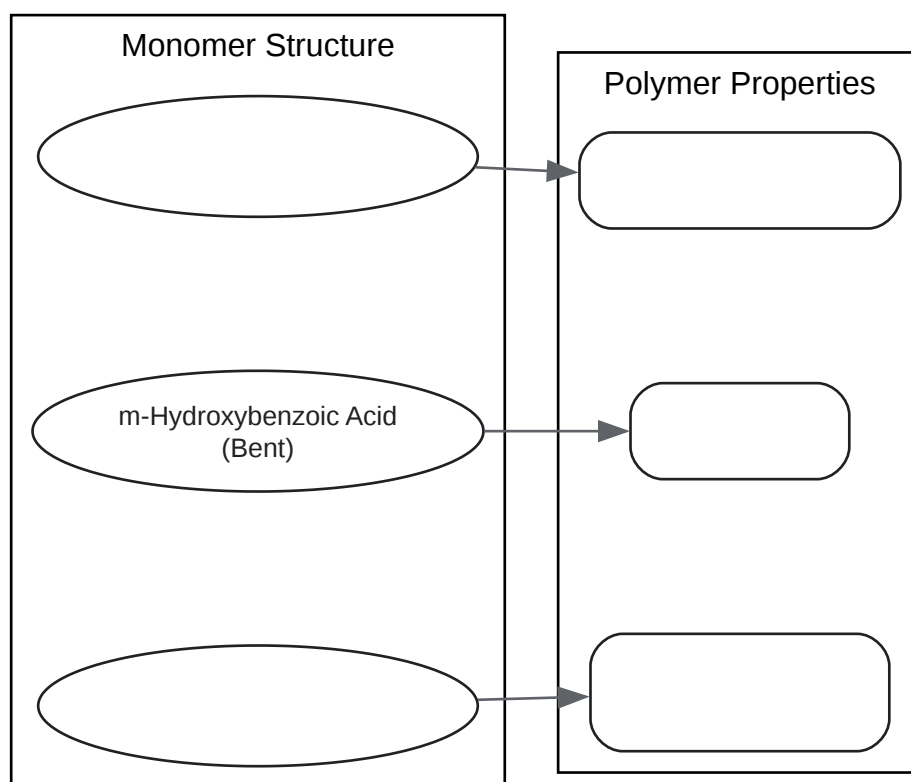 Monomer Structure
Polymer Properties
m-Hydroxybenzoic Acid
(Bent)